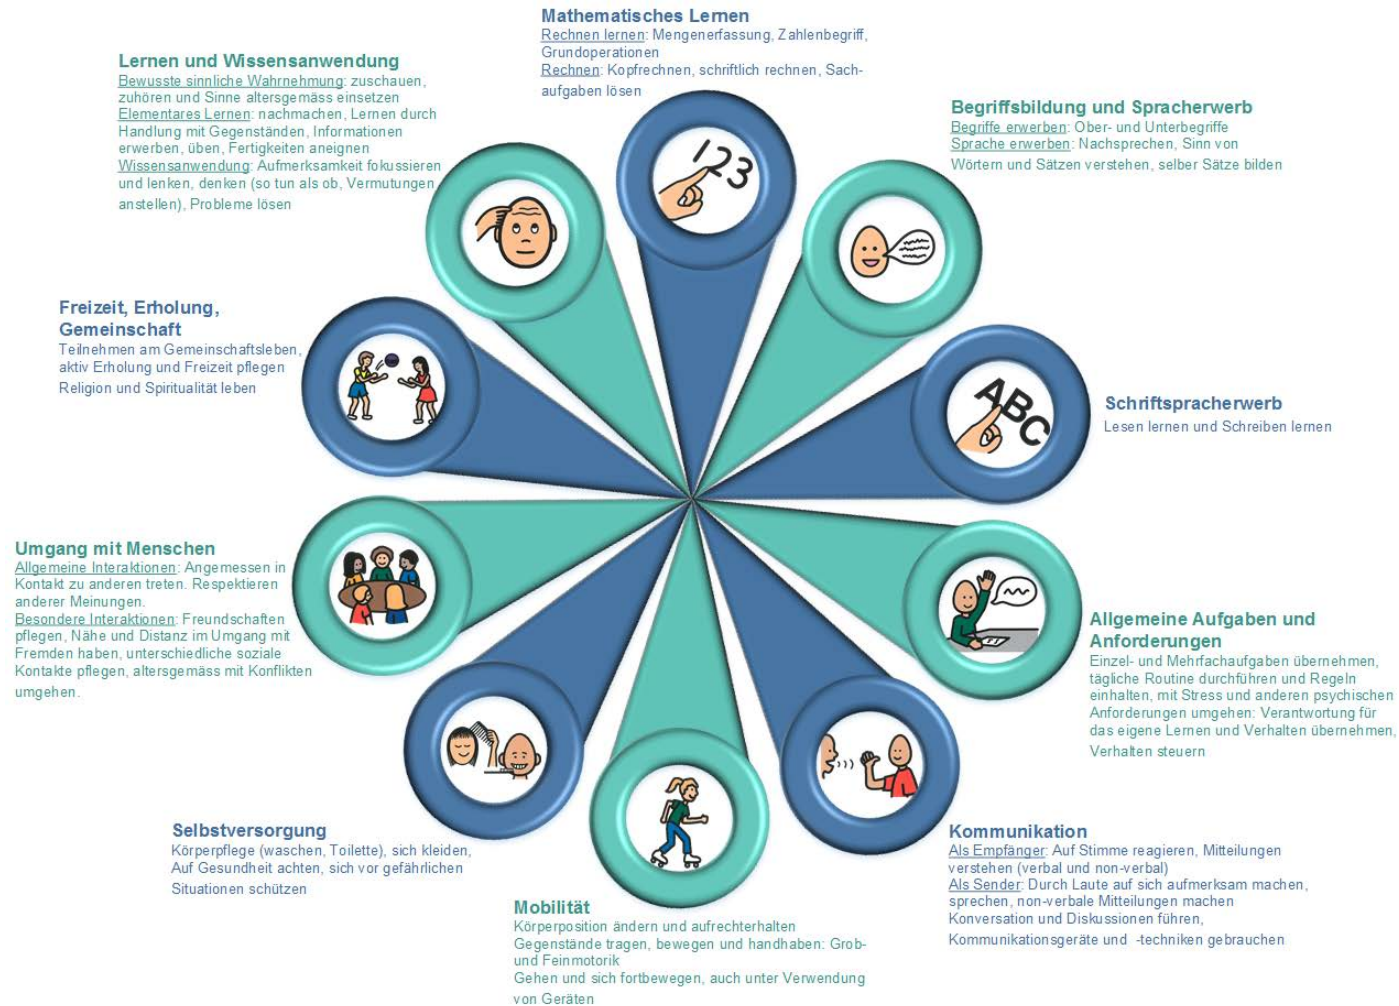 Mathematisches Lernen
Rechnen lernen: Mengenerfassung, Zahlenbegriff,
Grundoperationen
Rechnen: Kopfrechnen, schriftlich rechnen, Sach-
aufgaben lösen
Lernen und Wissensanwendung
Bewusste sinnliche Wahrnehmung: zuschauen,
zuhören und Sinne altersgemäss einsetzen
Elementares Lernen: nachmachen, Lernen durch
Handlung mit Gegenständen, Informationen
erwerben, üben, Fertigkeiten aneignen
Wissensanwendung: Aufmerksamkeit fokussieren
und lenken, denken (so tun als ob, Vermutungen
anstellen), Probleme lösen
Begriffsbildung und Spracherwerb
Begriffe erwerben: Ober- und Unterbegriffe
Sprache erwerben: Nachsprechen, Sinn von
Wörtern und Sätzen verstehen, selber Sätze bilden
123
Freizeit, Erholung,
Gemeinschaft
Teilnehmen am Gemeinschaftsleben,
aktiv Erholung und Freizeit pflegen
Religion und Spiritualität leben
ABC
Schriftspracherwerb
Lesen lernen und Schreiben lernen
Umgang mit Menschen
Allgemeine Interaktionen: Angemessen in
Kontakt zu anderen treten. Respektieren
anderer Meinungen.
Besondere Interaktionen: Freundschaften
pflegen, Nähe und Distanz im Umgang mit
Fremden haben, unterschiedliche soziale
Kontakte pflegen, altersgemäss mit Konflikten
umgehen.
Allgemeine Aufgaben und
Anforderungen
Einzel- und Mehrfachaufgaben übernehmen,
tägliche Routine durchführen und Regeln
einhalten, mit Stress und anderen psychischen
Anforderungen umgehen: Verantwortung für
das eigene Lernen und Verhalten übernehmen,
Verhalten steuern
Selbstversorgung
Körperpflege (waschen, Toilette), sich kleiden,
Auf Gesundheit achten, sich vor gefährlichen
Situationen schützen
Kommunikation
Als Empfänger: Auf Stimme reagieren, Mitteilungen
verstehen (verbal und non-verbal)
Als Sender: Durch Laute auf sich aufmerksam machen,
sprechen, non-verbale Mitteilungen machen
Konversation und Diskussionen führen,
Kommunikationsgeräte und -techniken gebrauchen
Mobilität
Körperposition ändern und aufrechterhalten
Gegenstände tragen, bewegen und handhaben: Grob-
und Feinmotorik
Gehen und sich fortbewegen, auch unter Verwendung
von Geräten